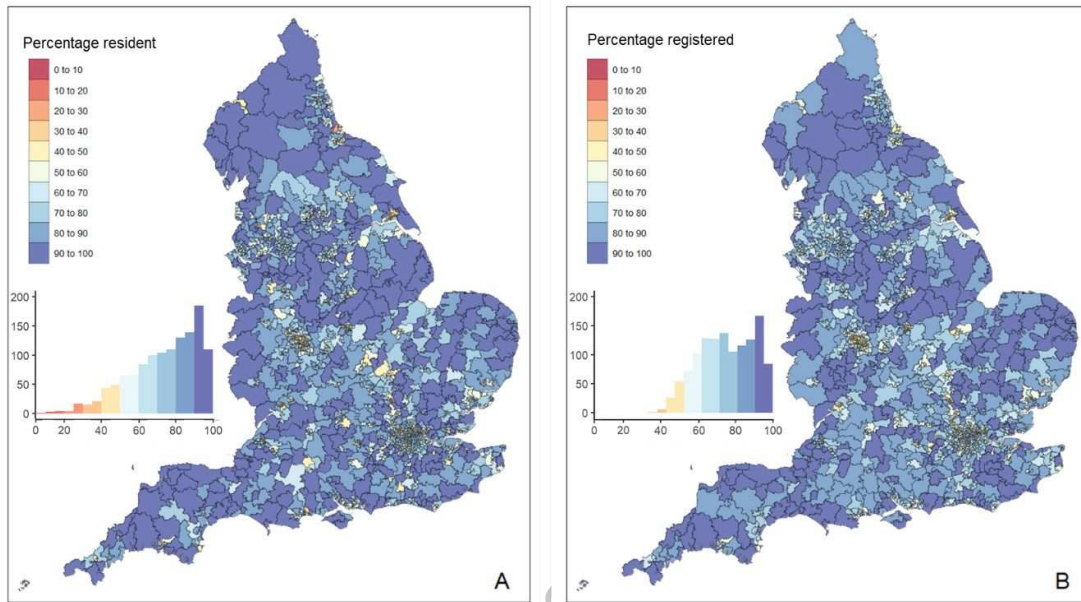 Percentage resident
0 to 10
10 to 20
20 to 30
30 to 40
40 to 50
50 to 60
60 to 70
70 to 80
80 to 90
90 to 100
200
150
100
50
0
0 20 40 60 80 100
A
Percentage registered
0 to 10
10 to 20
20 to 30
30 to 40
40 to 50
50 to 60
60 to 70
70 to 80
80 to 90
90 to 100
200
150
100
50
0
0 20 40 60 80 100
B